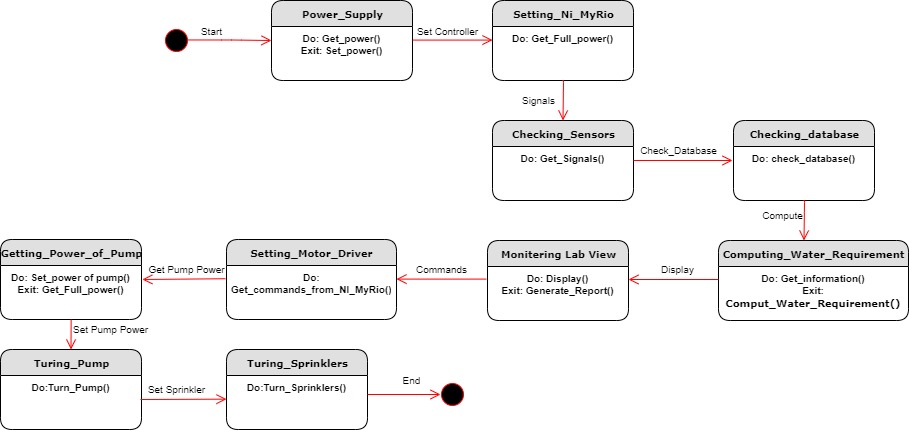 Power_Supply
Do: Get_power()
Exit: Set_power()
Start
Set Controller
Setting_Ni_MyRio
Do: Get_Full_power()
Signals
Checking_Sensors
Do: Get_Signals()
Check_Database
Checking_database
Do: check_database()
Compute
Computing_Water_Requirement
Do: Get_information()
Exit:
Comput_Water_Requirement()
Display
Monitering Lab View
Do: Display()
Exit: Generate_Report()
Commands
Setting_Motor_Driver
Do:
Get_commands_from_NI_MyRio()
Get Pump Power
Getting_Power_of_Pump
Do: Set_power of pump()
Exit: Get_Full_power()
Set Pump Power
Turing_Pump
Do:Turn_Pump()
Set Sprinkler
Turing_Sprinklers
Do:Turn_Sprinklers()
End